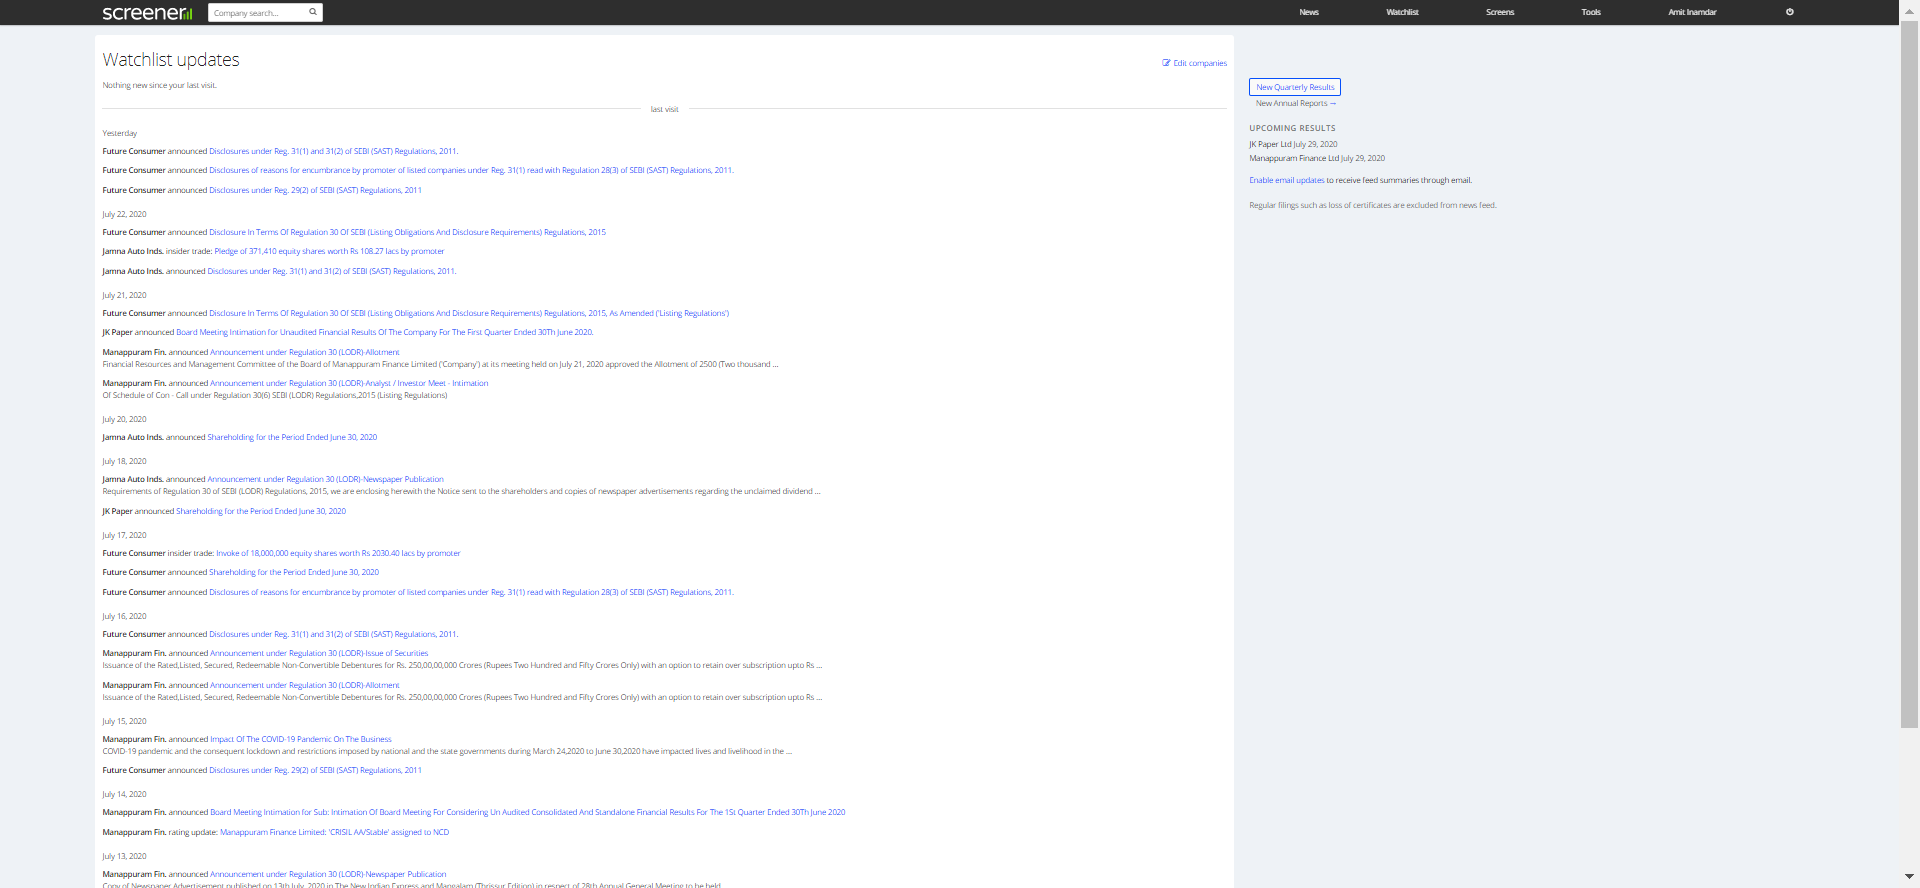 screener
Company search...
News
Watchlist
Screens
Tools
Amit Inamdar
Watchlist updates
Edit companies
Nothing new since your last visit.
last visit
Yesterday
Future Consumer announced Disclosures under Reg. 31(1) and 31(2) of SEBI (SAST) Regulations, 2011.
Future Consumer announced Disclosures of reasons for encumbrance by promoter of listed companies under Reg. 31(1) read with Regulation 28(3) of SEBI (SAST) Regulations, 2011.
Future Consumer announced Disclosures under Reg. 29(2) of SEBI (SAST) Regulations, 2011
July 22, 2020
Future Consumer announced Disclosure In Terms Of Regulation 30 Of SEBI (Listing Obligations And Disclosure Requirements) Regulations, 2015
Jamna Auto Inds. insider trade: Pledge of 371,410 equity shares worth Rs 108.27 lacs by promoter
Jamna Auto Inds. announced Disclosures under Reg. 31(1) and 31(2) of SEBI (SAST) Regulations, 2011.
July 21, 2020
Future Consumer announced Disclosure In Terms Of Regulation 30 Of SEBI (Listing Obligations And Disclosure Requirements) Regulations, 2015, As Amended ('Listing Regulations')
JK Paper announced Board Meeting Intimation for Unaudited Financial Results Of The Company For The First Quarter Ended 30Th June 2020.
Manappuram Fin. announced Announcement under Regulation 30 (LODR)-Allotment
Financial Resources and Management Committee of the Board of Manappuram Finance Limited ('Company') at its meeting held on July 21, 2020 approved the Allotment of 2500 (Two thousand ...
Manappuram Fin. announced Announcement under Regulation 30 (LODR)-Analyst / Investor Meet - Intimation
Of Schedule of Con - Call under Regulation 30(6) SEBI (LODR) Regulations,2015 (Listing Regulations)
July 20, 2020
Jamna Auto Inds. announced Shareholding for the Period Ended June 30, 2020
July 18, 2020
Jamna Auto Inds. announced Announcement under Regulation 30 (LODR)-Newspaper Publication
Requirements of Regulation 30 of SEBI (LODR) Regulations, 2015, we are enclosing herewith the Notice sent to the shareholders and copies of newspaper advertisements regarding the unclaimed dividend ...
JK Paper announced Shareholding for the Period Ended June 30, 2020
July 17, 2020
Future Consumer insider trade: Invoke of 18,000,000 equity shares worth Rs 2030.40 lacs by promoter
Future Consumer announced Shareholding for the Period Ended June 30, 2020
Future Consumer announced Disclosures of reasons for encumbrance by promoter of listed companies under Reg. 31(1) read with Regulation 28(3) of SEBI (SAST) Regulations, 2011.
July 16, 2020
Future Consumer announced Disclosures under Reg. 31(1) and 31(2) of SEBI (SAST) Regulations, 2011.
Manappuram Fin. announced Announcement under Regulation 30 (LODR)-Issue of Securities
Issuance of the Rated,Listed, Secured, Redeemable Non-Convertible Debentures for Rs. 250,00,00,000 Crores (Rupees Two Hundred and Fifty Crores Only) with an option to retain over subscription upto Rs ...
Manappuram Fin. announced Announcement under Regulation 30 (LODR)-Allotment
Issuance of the Rated,Listed, Secured, Redeemable Non-Convertible Debentures for Rs. 250,00,00,000 Crores (Rupees Two Hundred and Fifty Crores Only) with an option to retain over subscription upto Rs ...
July 15, 2020
Manappuram Fin. announced Impact Of The COVID-19 Pandemic On The Business
COVID-19 pandemic and the consequent lockdown and restrictions imposed by national and the state governments during March 24,2020 to June 30,2020 have impacted lives and livelihood in the ...
Future Consumer announced Disclosures under Reg. 29(2) of SEBI (SAST) Regulations, 2011
July 14, 2020
Manappuram Fin. announced Board Meeting Intimation for Sub: Intimation Of Board Meeting For Considering Un Audited Consolidated And Standalone Financial Results For The 1St Quarter Ended 30Th June 2020
Manappuram Fin. rating update: Manappuram Finance Limited: 'CRISIL AA/Stable' assigned to NCD
July 13, 2020
Manappuram Fin. announced Announcement under Regulation 30 (LODR)-Newspaper Publication
Copy of Newspaper Advertisement published on 13th July, 2020 in The New Indian Express and Mangalam (Thrissur Edition) in respect of 28th Annual General Meeting to be held
New Quarterly Results
New Annual Reports →
UPCOMING RESULTS
JK Paper Ltd July 29, 2020
Manappuram Finance Ltd July 29, 2020
Enable email updates to receive feed summaries through email.
Regular filings such as loss of certificates are excluded from news feed.